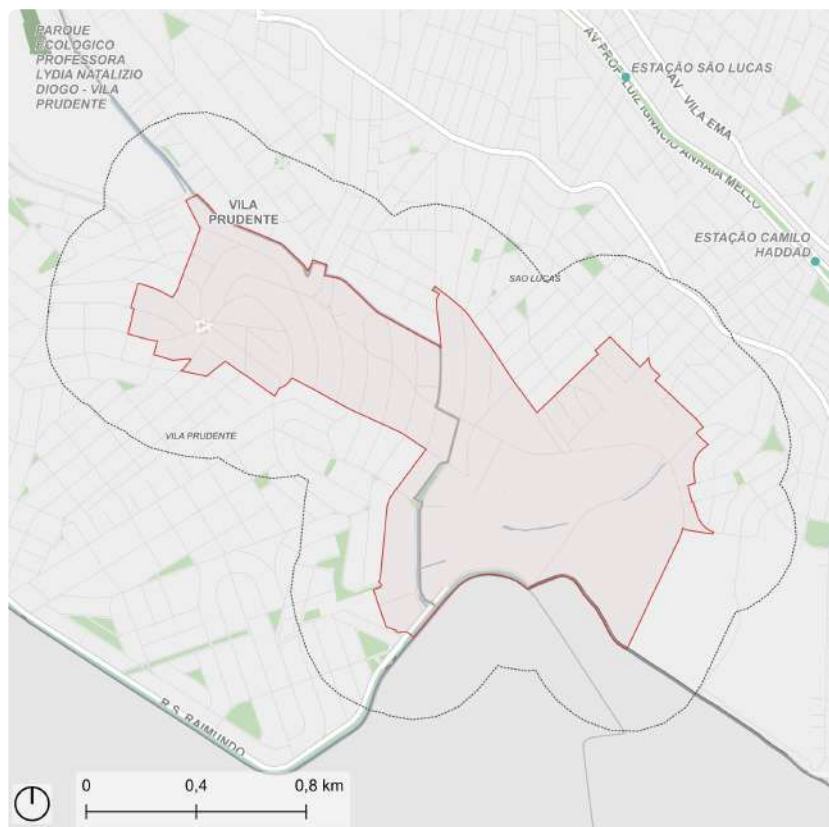 PARQUE
ECOLOGICO
PROFESSORA
LYDIA NATALIZIO
DIOGO - VILA
PRUDENTE
ESTAÇÃO SÃO LUCAS
AV - VILA EMA
AV PROF LUIZ IGNACIO ANHAIA MELLO
VILA
PRUDENTE
ESTAÇÃO CAMILO
HADDAD
SAO LUCAS
VILA PRUDENTE
R S. RAIMUNDO
0 0,4 0,8 km